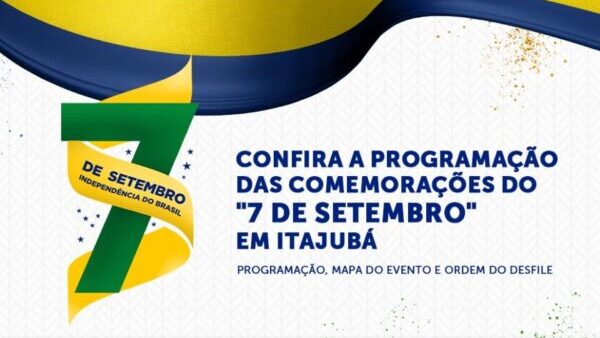 7
DE SETEMBRO
INDEPENDÊNCIA DO BRASIL
CONFIRA A PROGRAMAÇÃO
DAS COMEMORAÇÕES DO
"7 DE SETEMBRO"
EM ITAJUBÁ
PROGRAMAÇÃO, MAPA DO EVENTO E ORDEM DO DESFILE